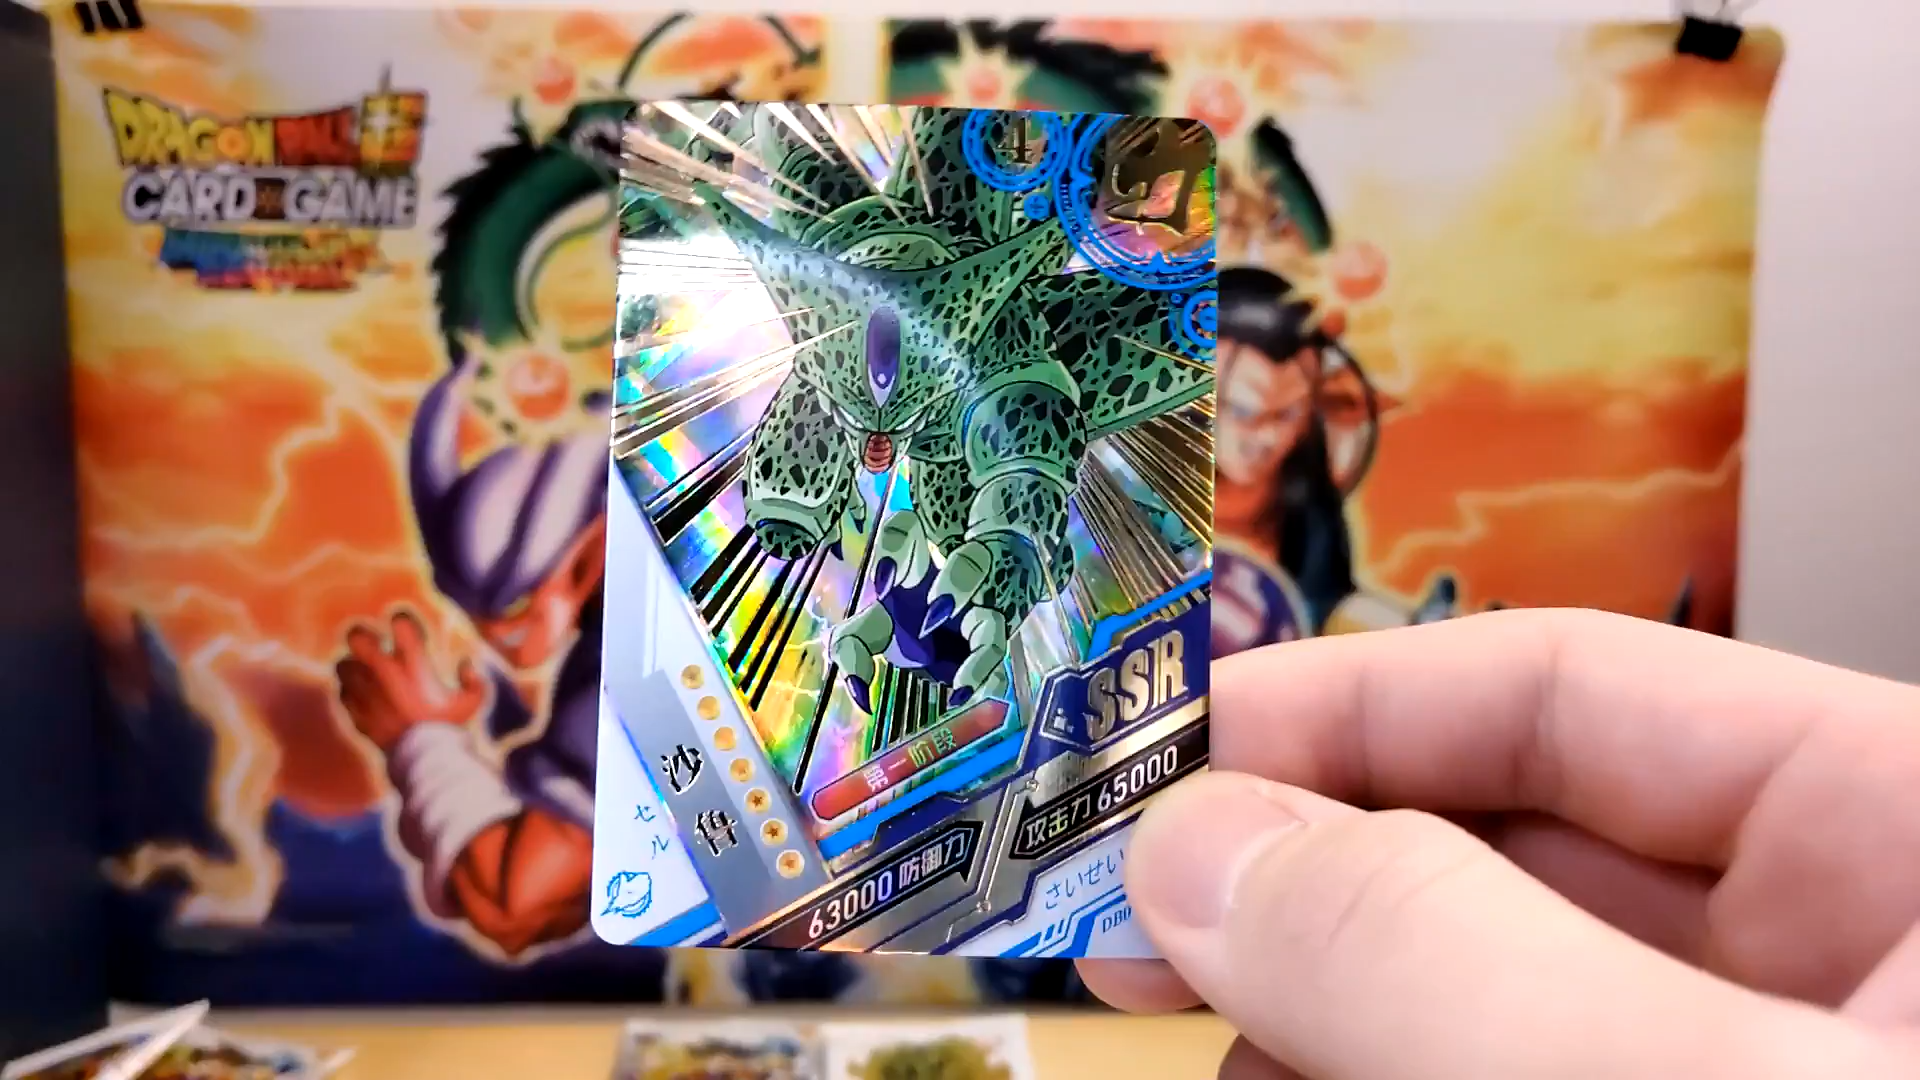 DRAGON BALL
CARD GAME
4
SSR
第一阶段
沙鲁
セル
攻击力 65000
63000 防御力
さいせい
DB0